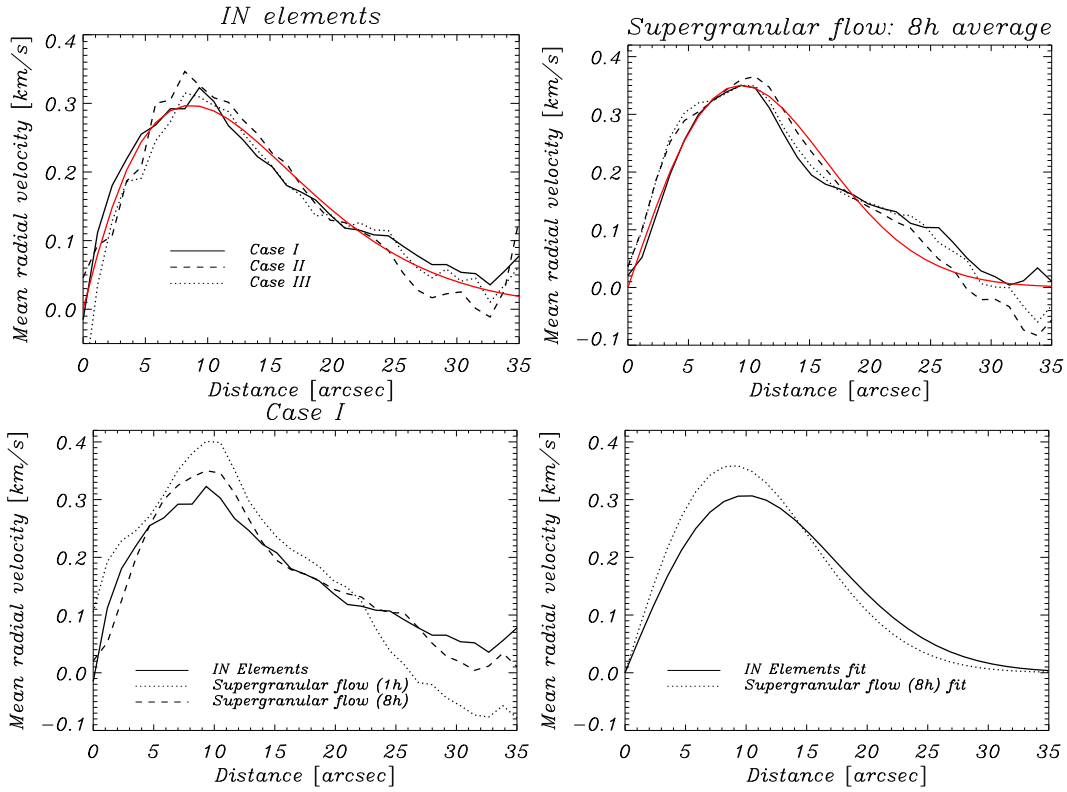 IN elements
Mean radial velocity [km/s]
0.4
0.3
0.2
0.1
0.0
Case I
Case II
Case III
0 5 10 15 20 25 30 35
Distance [arcsec]
Supergranular flow: 8h average
Mean radial velocity [km/s]
0.4
0.3
0.2
0.1
0.0
−0.1
0 5 10 15 20 25 30 35
Distance [arcsec]
Case I
Mean radial velocity [km/s]
0.4
0.3
0.2
0.1
0.0
−0.1
IN Elements
Supergranular flow (1h)
Supergranular flow (8h)
0 5 10 15 20 25 30 35
Distance [arcsec]
Mean radial velocity [km/s]
0.4
0.3
0.2
0.1
0.0
−0.1
IN Elements fit
Supergranular flow (8h) fit
0 5 10 15 20 25 30 35
Distance [arcsec]